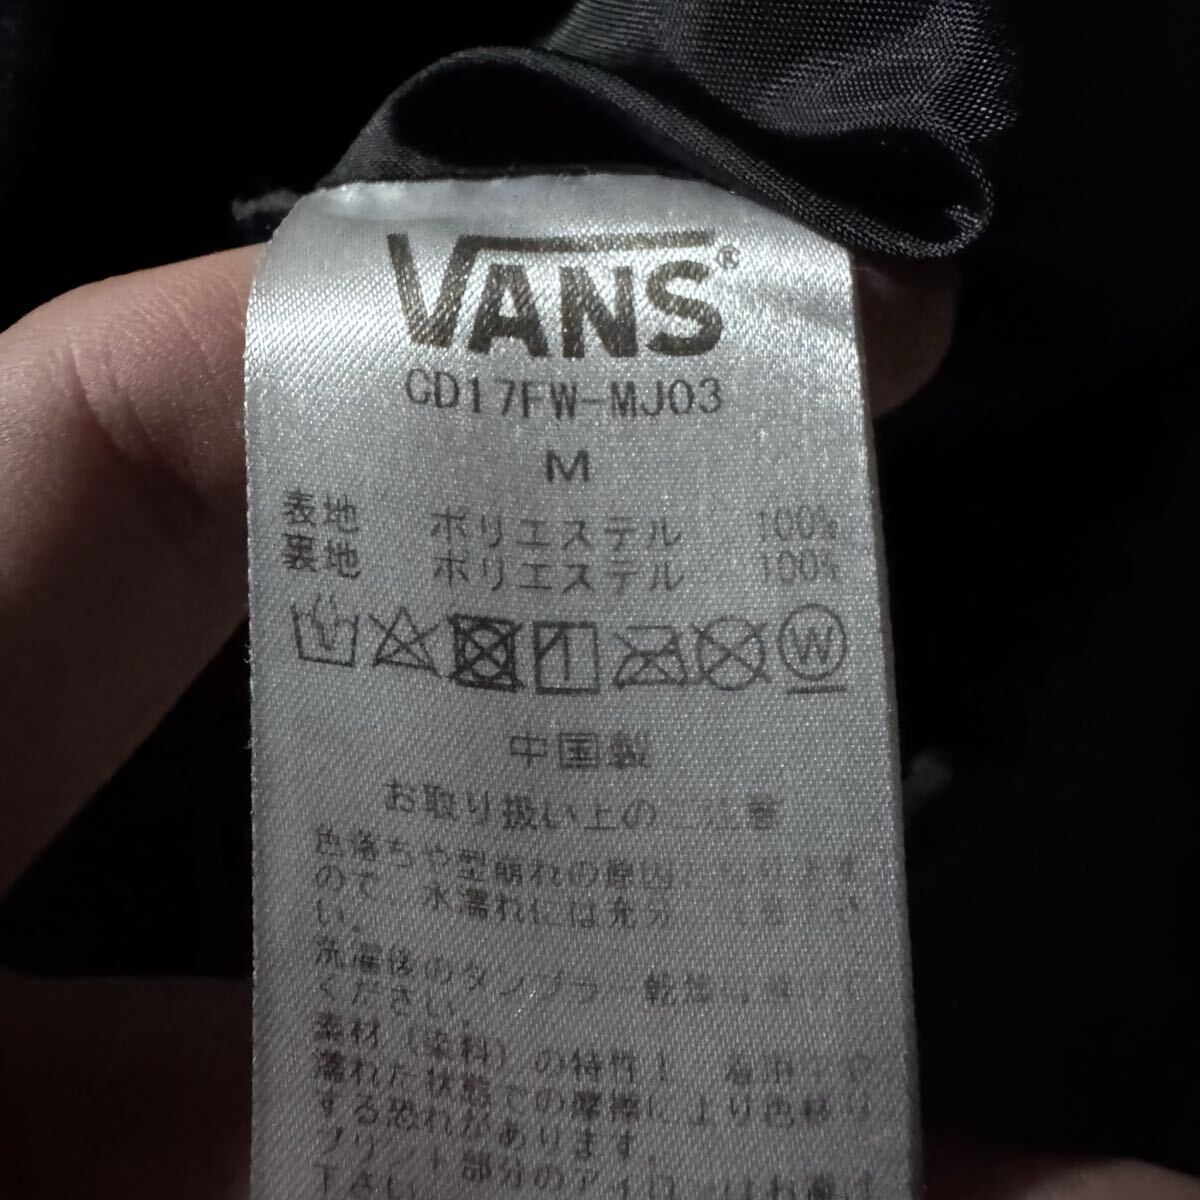 VANS®
CD17FW-MJ03
M
表地 ポリエステル 100%
裏地 ポリエステル 100%
W
中国製
お取り扱い上の
色落ちや型崩れの原因
ので、水濡れには充分
い。
洗濯後のタンブラー乾燥
ください。
素材（染料）の特性
濡れた状態での摩擦により色移り
する恐れがあります。
プリント部分のアイロン